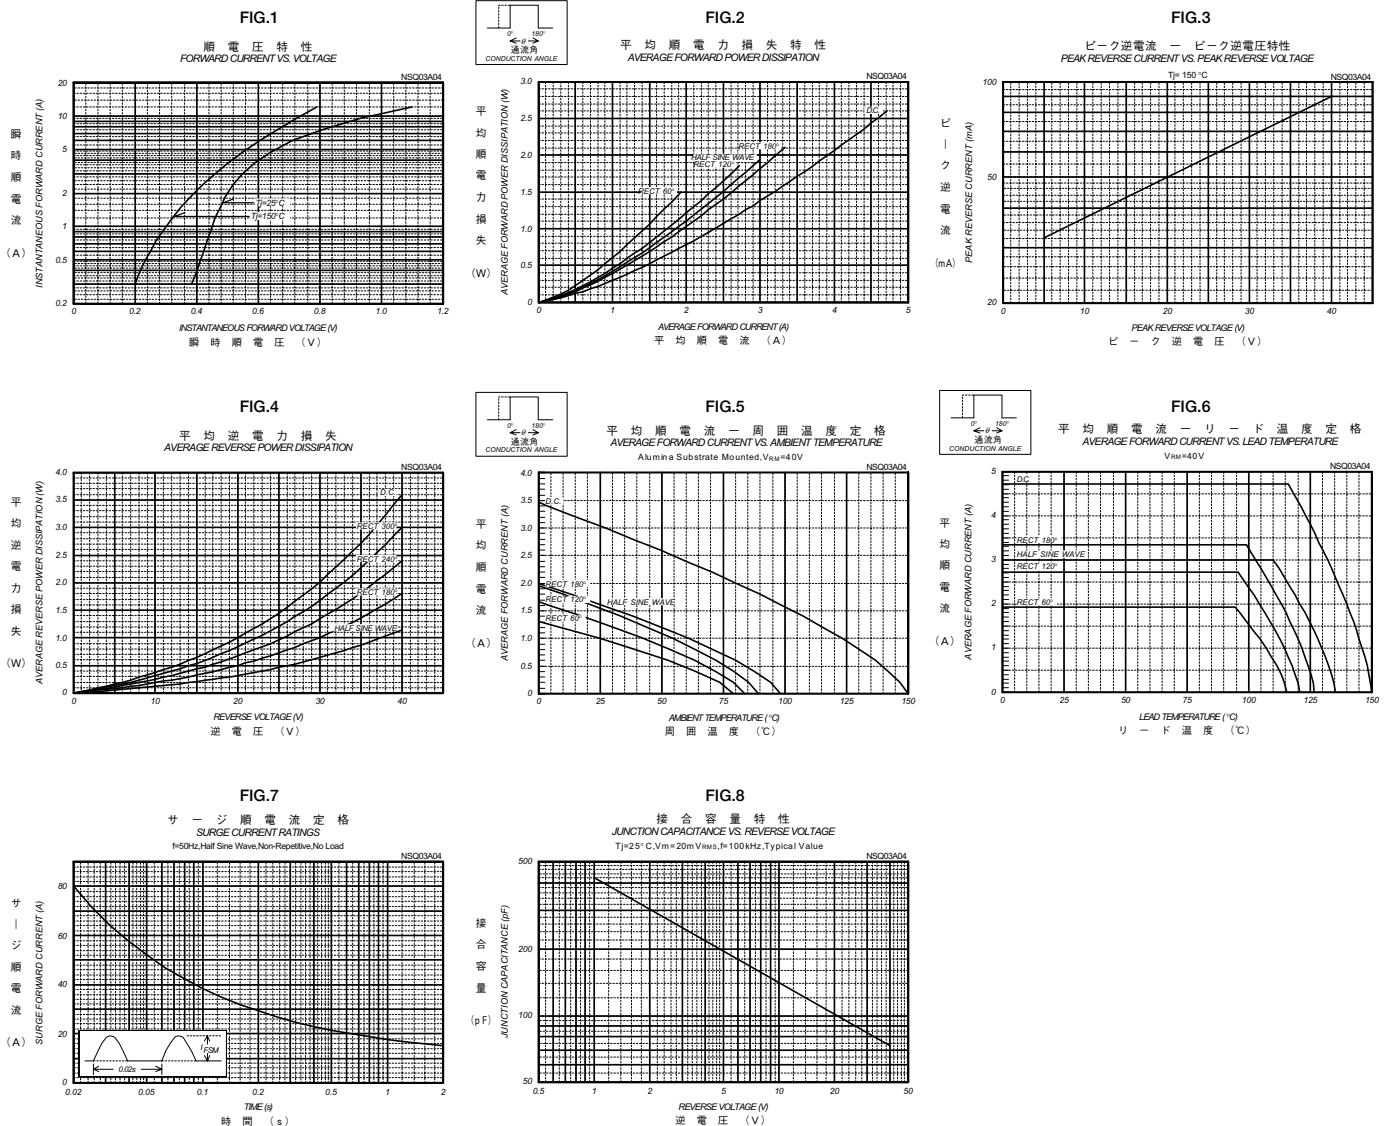 FIG.1
順電圧特性
FORWARD CURRENT VS. VOLTAGE
NSQ03A04
瞬時順電流 (A)
INSTANTANEOUS FORWARD CURRENT (A)
20
10
5
2
1
0.5
0.2
Tj=25°C
Tj=150°C
0 0.2 0.4 0.6 0.8 1.0 1.2
INSTANTANEOUS FORWARD VOLTAGE (V)
瞬時順電圧 (V)
0° 180°
θ
通流角
CONDUCTION ANGLE
FIG.2
平均順電力損失特性
AVERAGE FORWARD POWER DISSIPATION
NSQ03A04
平均順電力損失 (W)
AVERAGE FORWARD POWER DISSIPATION (W)
3.0
2.5
2.0
1.5
1.0
0.5
0
D.C.
RECT 180°
HALF SINE WAVE
RECT 120°
RECT 60°
0 1 2 3 4 5
AVERAGE FORWARD CURRENT (A)
平均順電流 (A)
FIG.3
ピーク逆電流 ー ピーク逆電圧特性
PEAK REVERSE CURRENT VS. PEAK REVERSE VOLTAGE
Tj= 150 °C
NSQ03A04
ピーク逆電流 (mA)
PEAK REVERSE CURRENT (mA)
100
50
20
0 10 20 30 40
PEAK REVERSE VOLTAGE (V)
ピーク逆電圧 (V)
FIG.4
平均逆電力損失
AVERAGE REVERSE POWER DISSIPATION
NSQ03A04
平均逆電力損失 (W)
AVERAGE REVERSE POWER DISSIPATION (W)
4.0
3.5
3.0
2.5
2.0
1.5
1.0
0.5
0
D.C.
RECT 300°
RECT 240°
RECT 180°
HALF SINE WAVE
0 10 20 30 40
REVERSE VOLTAGE (V)
逆電圧 (V)
0° 180°
θ
通流角
CONDUCTION ANGLE
FIG.5
平均順電流ー周囲温度定格
AVERAGE FORWARD CURRENT VS. AMBIENT TEMPERATURE
Alumina Substrate Mounted,VRM=40V
NSQ03A04
平均順電流 (A)
AVERAGE FORWARD CURRENT (A)
4.0
3.5
3.0
2.5
2.0
1.5
1.0
0.5
0
D.C.
RECT 180°
RECT 120°
HALF SINE WAVE
RECT 60°
0 25 50 75 100 125 150
AMBIENT TEMPERATURE (°C)
周囲温度 (℃)
0° 180°
θ
通流角
CONDUCTION ANGLE
FIG.6
平均順電流ーリード温度定格
AVERAGE FORWARD CURRENT VS. LEAD TEMPERATURE
VRM=40V
NSQ03A04
平均順電流 (A)
AVERAGE FORWARD CURRENT (A)
5
4
3
2
1
0
D.C.
RECT 180°
HALF SINE WAVE
RECT 120°
RECT 60°
0 25 50 75 100 125 150
LEAD TEMPERATURE (°C)
リード温度 (℃)
FIG.7
サージ順電流定格
SURGE CURRENT RATINGS
f=50Hz,Half Sine Wave,Non-Repetitive,No Load
NSQ03A04
サージ順電流 (A)
SURGE FORWARD CURRENT (A)
80
60
40
20
0
IFSM
0.02s
0.02 0.05 0.1 0.2 0.5 1 2
TIME (s)
時間 (s)
FIG.8
接合容量特性
JUNCTION CAPACITANCE VS. REVERSE VOLTAGE
Tj=25°C,Vm=20mVRMS,f=100kHz,Typical Value
NSQ03A04
接合容量 (pF)
JUNCTION CAPACITANCE (pF)
500
200
100
50
0.5 1 2 5 10 20 50
REVERSE VOLTAGE (V)
逆電圧 (V)